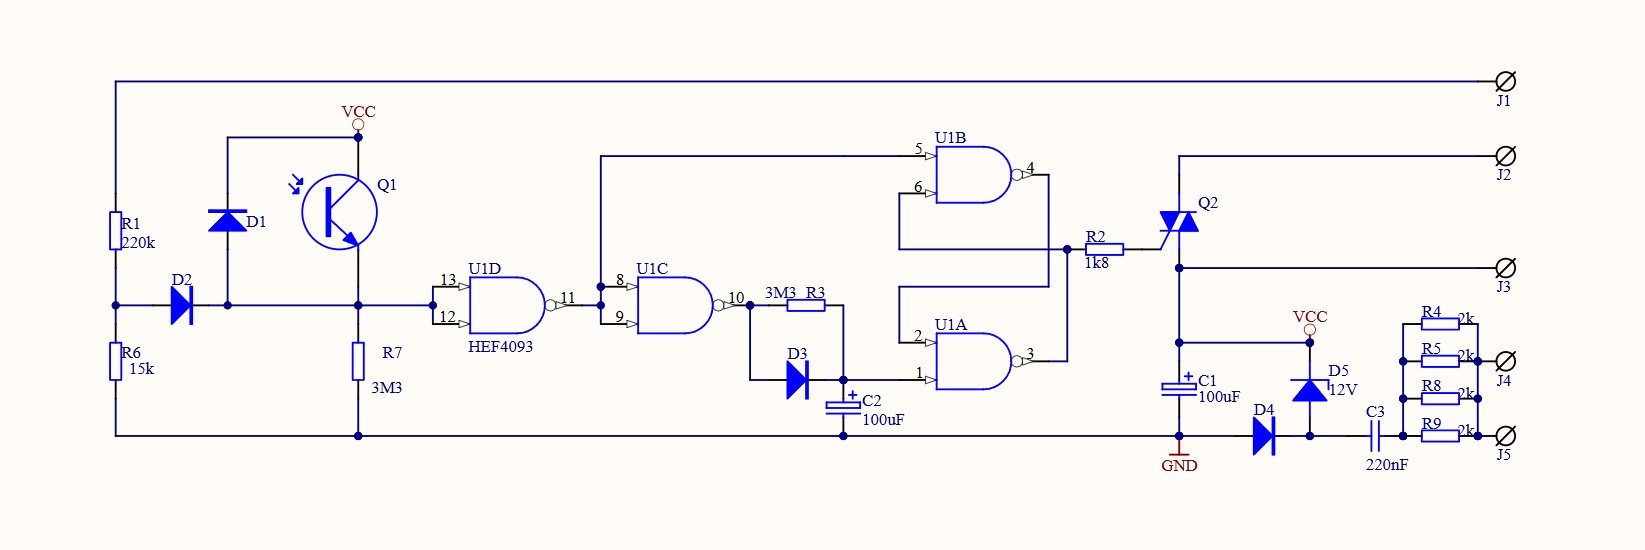 J1
VCC
U1B
5
4
J2
Q1
6
Q2
R1
D1
220k
R2
1k8
U1D
U1C
J3
D2
13
8
11
10
3M3 R3
12
9
R4 2k
VCC
HEF4093
U1A
2
R6
R7
D3
3
R5 2k
15k
1
D5
J4
3M3
C1
12V
R8 2k
C2
100uF
100uF
D4
C3
R9 2k
J5
GND
220nF